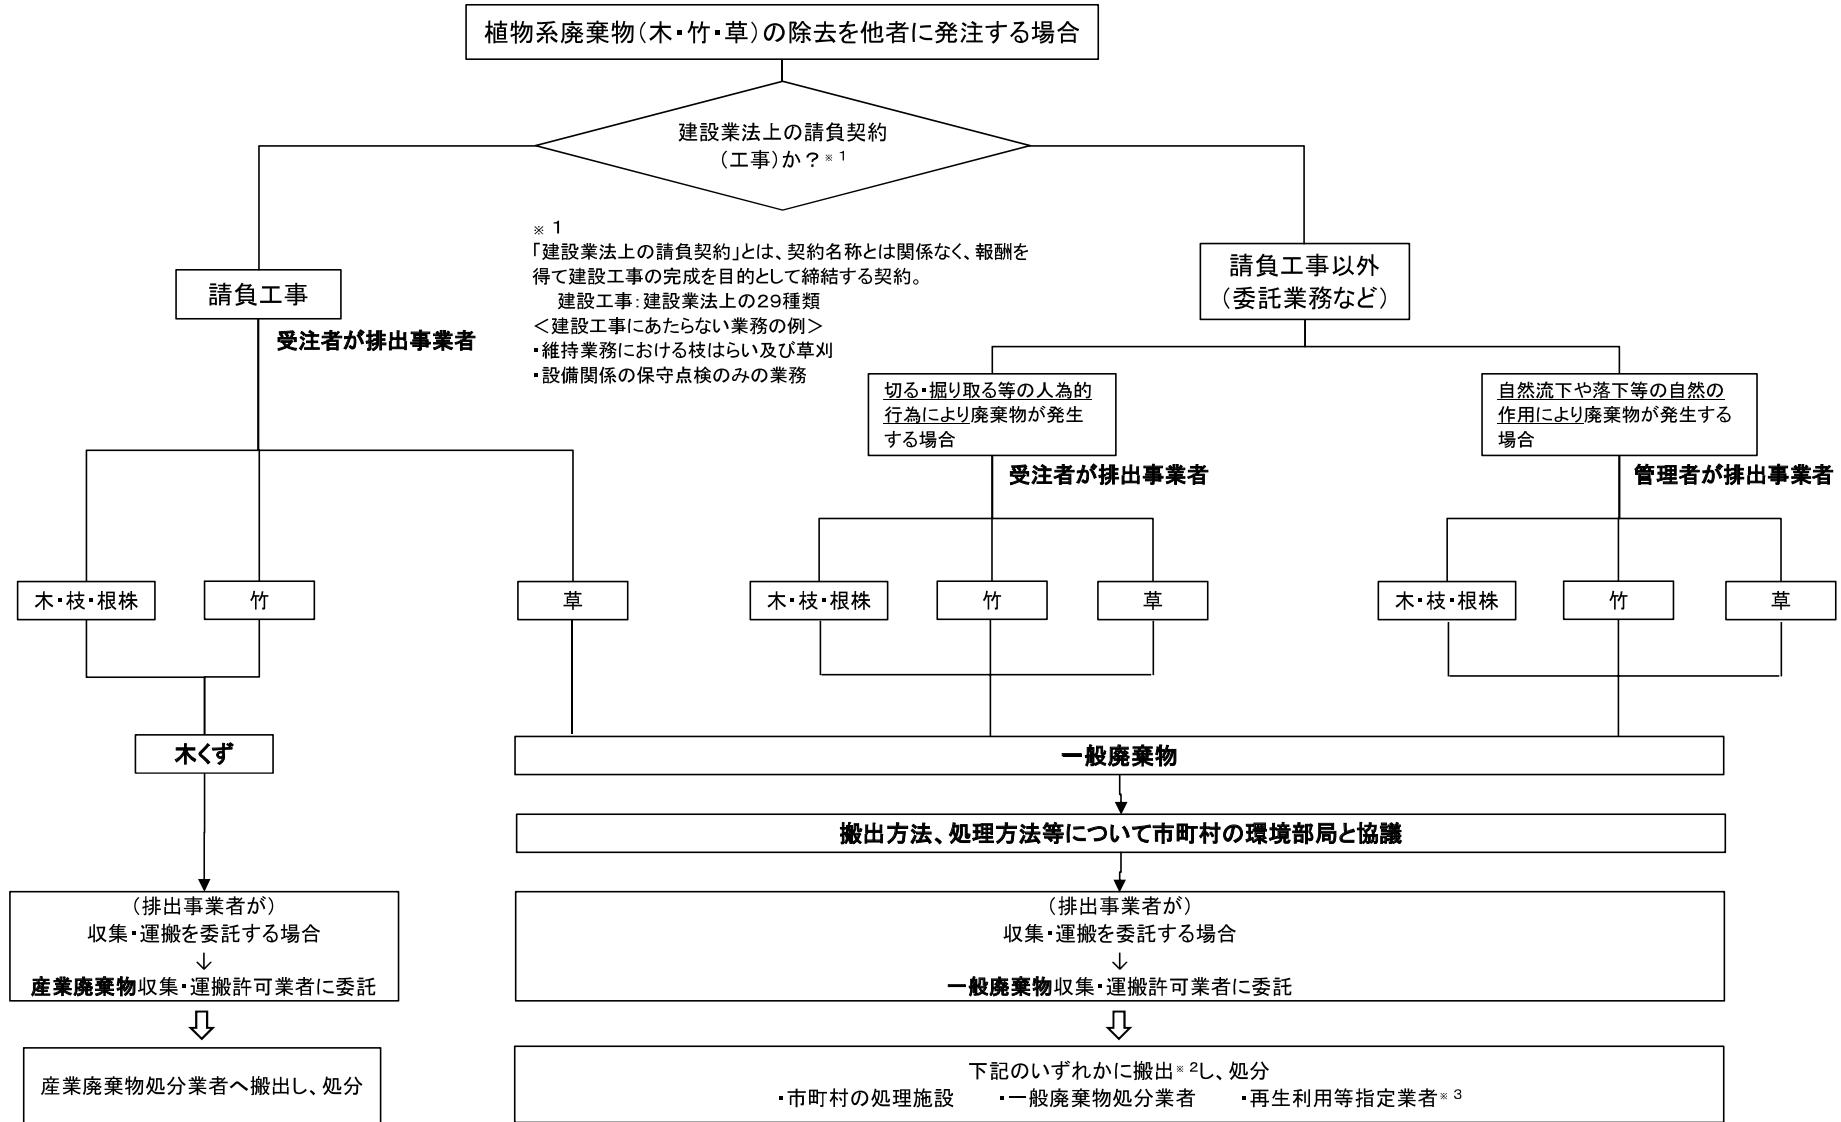 植物系廃棄物(木・竹・草)の除去を他者に発注する場合
建設業法上の請負契約
(工事)か?※1
※1
「建設業法上の請負契約」とは、契約名称とは関係なく、報酬を
得て建設工事の完成を目的として締結する契約。
建設工事:建設業法上の29種類
<建設工事にあたらない業務の例>
・維持業務における枝はらい及び草刈
・設備関係の保守点検のみの業務
請負工事
受注者が排出事業者
請負工事以外
(委託業務など)
切る・掘り取る等の人為的
行為により廃棄物が発生
する場合
受注者が排出事業者
自然流下や落下等の自然の
作用により廃棄物が発生する
場合
管理者が排出事業者
木・枝・根株
竹
草
木・枝・根株
竹
草
木・枝・根株
竹
草
木くず
一般廃棄物
搬出方法、処理方法等について市町村の環境部局と協議
(排出事業者が)
収集・運搬を委託する場合
↓
産業廃棄物収集・運搬許可業者に委託
(排出事業者が)
収集・運搬を委託する場合
↓
一般廃棄物収集・運搬許可業者に委託
産業廃棄物処分業者へ搬出し、処分
下記のいずれかに搬出※2し、処分
・市町村の処理施設 ・一般廃棄物処分業者 ・再生利用等指定業者※3